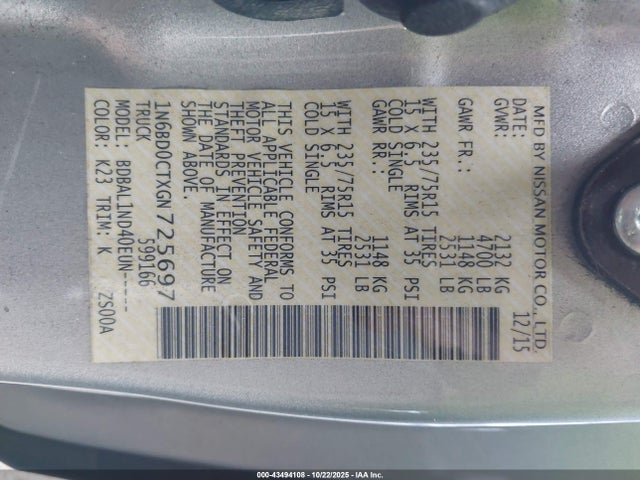 MFD BY NISSAN MOTOR CO., LTD.
12/15
GVWR: 2132 KG
4700 LB
GAWR FR.: 1148 KG
2531 LB
WITH 235/75R15 TIRES
15 X 6.5 RIMS AT 35 PSI
COLD SINGLE
GAWR RR.: 1148 KG
2531 LB
WITH 235/75R15 TIRES
15 X 6.5 RIMS AT 35 PSI
COLD SINGLE
THIS VEHICLE CONFORMS TO
ALL APPLICABLE FEDERAL
MOTOR VEHICLE SAFETY AND
THEFT PREVENTION
STANDARDS IN EFFECT ON
THE DATE OF MANUFACTURE
SHOWN ABOVE.
1N6BD0CTXGN725697
TRUCK 599166
MODEL: BDBAL1ND40EUN-----
COLOR: K23 TRIM: K ZS00A
000-43494108 - 10/22/2025 - IAA Inc.